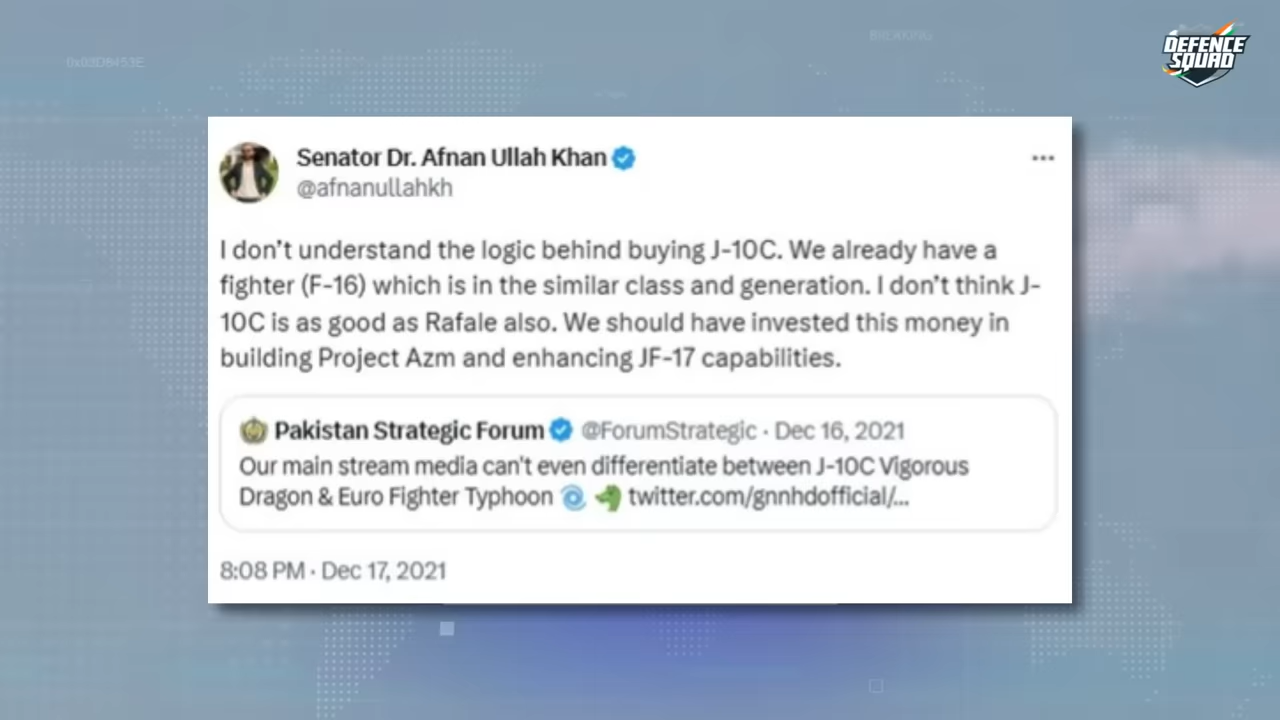 0x03D6453E
BREAKING
DEFENCE
SQUAD
Senator Dr. Afnan Ullah Khan
@afnanullahkh
I don't understand the logic behind buying J-10C. We already have a
fighter (F-16) which is in the similar class and generation. I don't think J-
10C is as good as Rafale also. We should have invested this money in
building Project Azm and enhancing JF-17 capabilities.
Pakistan Strategic Forum @ForumStrategic · Dec 16, 2021
Our main stream media can't even differentiate between J-10C Vigorous
Dragon & Euro Fighter Typhoon 🌀 🐲 twitter.com/gnnhdofficial/...
8:08 PM · Dec 17, 2021